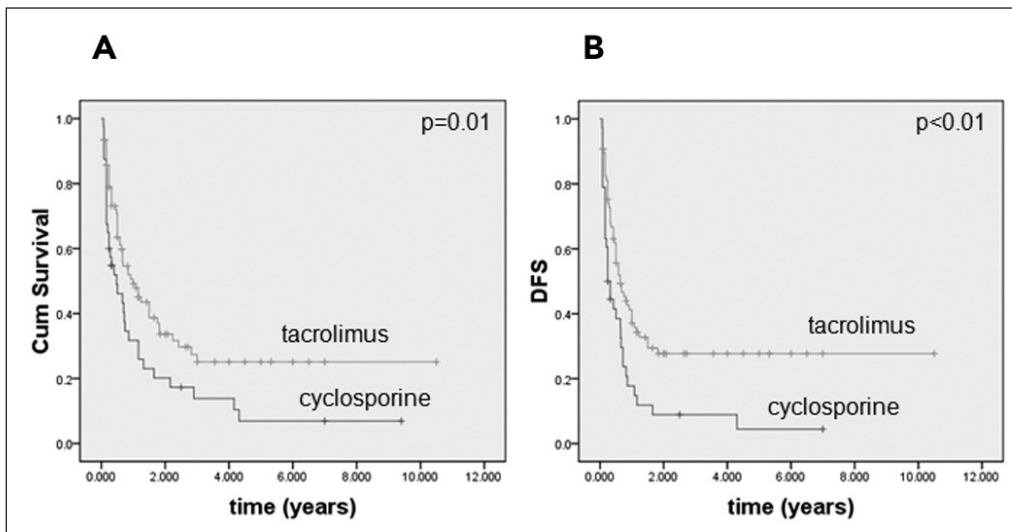 A
p=0.01
1.0
0.8
0.6
0.4
0.2
0.0
Cum Survival
tacrolimus
cyclosporine
0.000 2.000 4.000 6.000 8.000 10.000 12.000
time (years)
B
p<0.01
1.0
0.8
0.6
0.4
0.2
0.0
DFS
tacrolimus
cyclosporine
0.000 2.000 4.000 6.000 8.000 10.000 12.000
time (years)